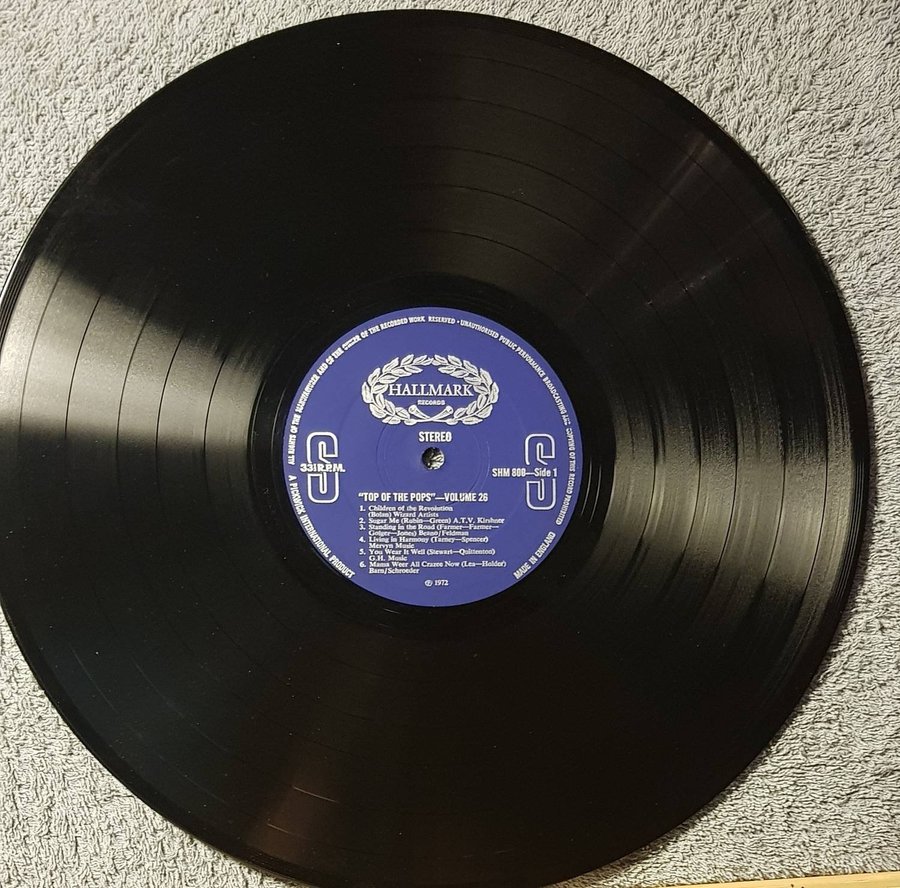 ALL RIGHTS OF THE MANUFACTURER AND OF THE OWNER OF THE RECORDED WORK RESERVED • UNAUTHORISED PUBLIC PERFORMANCE BROADCASTING AND COPYING OF THIS RECORD PROHIBITED
HALLMARK
RECORDS
STEREO
S
33⅓ R.P.M.
S
SHM 800—Side 1
"TOP OF THE POPS"—VOLUME 26
1. Children of the Revolution
(Bolan) Wizard Artists
2. Sugar Me (Rubin—Green) A.T.V. Kirshner
3. Standing in the Road (Farmer—Farmer—
Geiger—Jones) Beano/Feldman
4. Living in Harmony (Tarney—Spencer)
Mervyn Music
5. You Wear It Well (Stewart—Quittenton)
G.H. Music
6. Mama Weer All Crazee Now (Lea—Holder)
Barn/Schroeder
Ⓟ 1972
A PICKWICK INTERNATIONAL PRODUCT
MADE IN ENGLAND